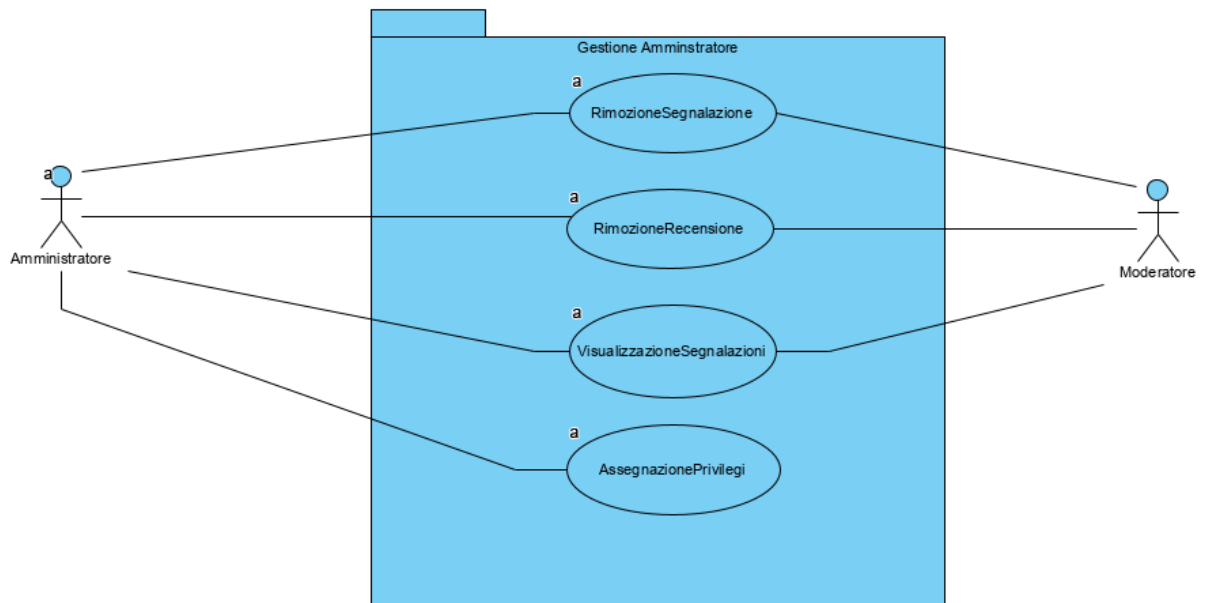 Gestione Amminstratore
a
RimozioneSegnalazione
a
a
RimozioneRecensione
Amministratore
Moderatore
a
VisualizzazioneSegnalazioni
a
AssegnazionePrivilegi